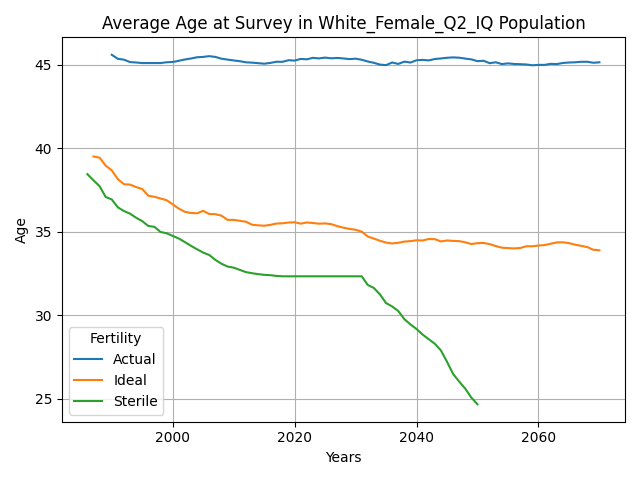 Average Age at Survey in White_Female_Q2_IQ Population
45
40
35
30
25
Age
Fertility
Actual
Ideal
Sterile
2000 2020 2040 2060
Years